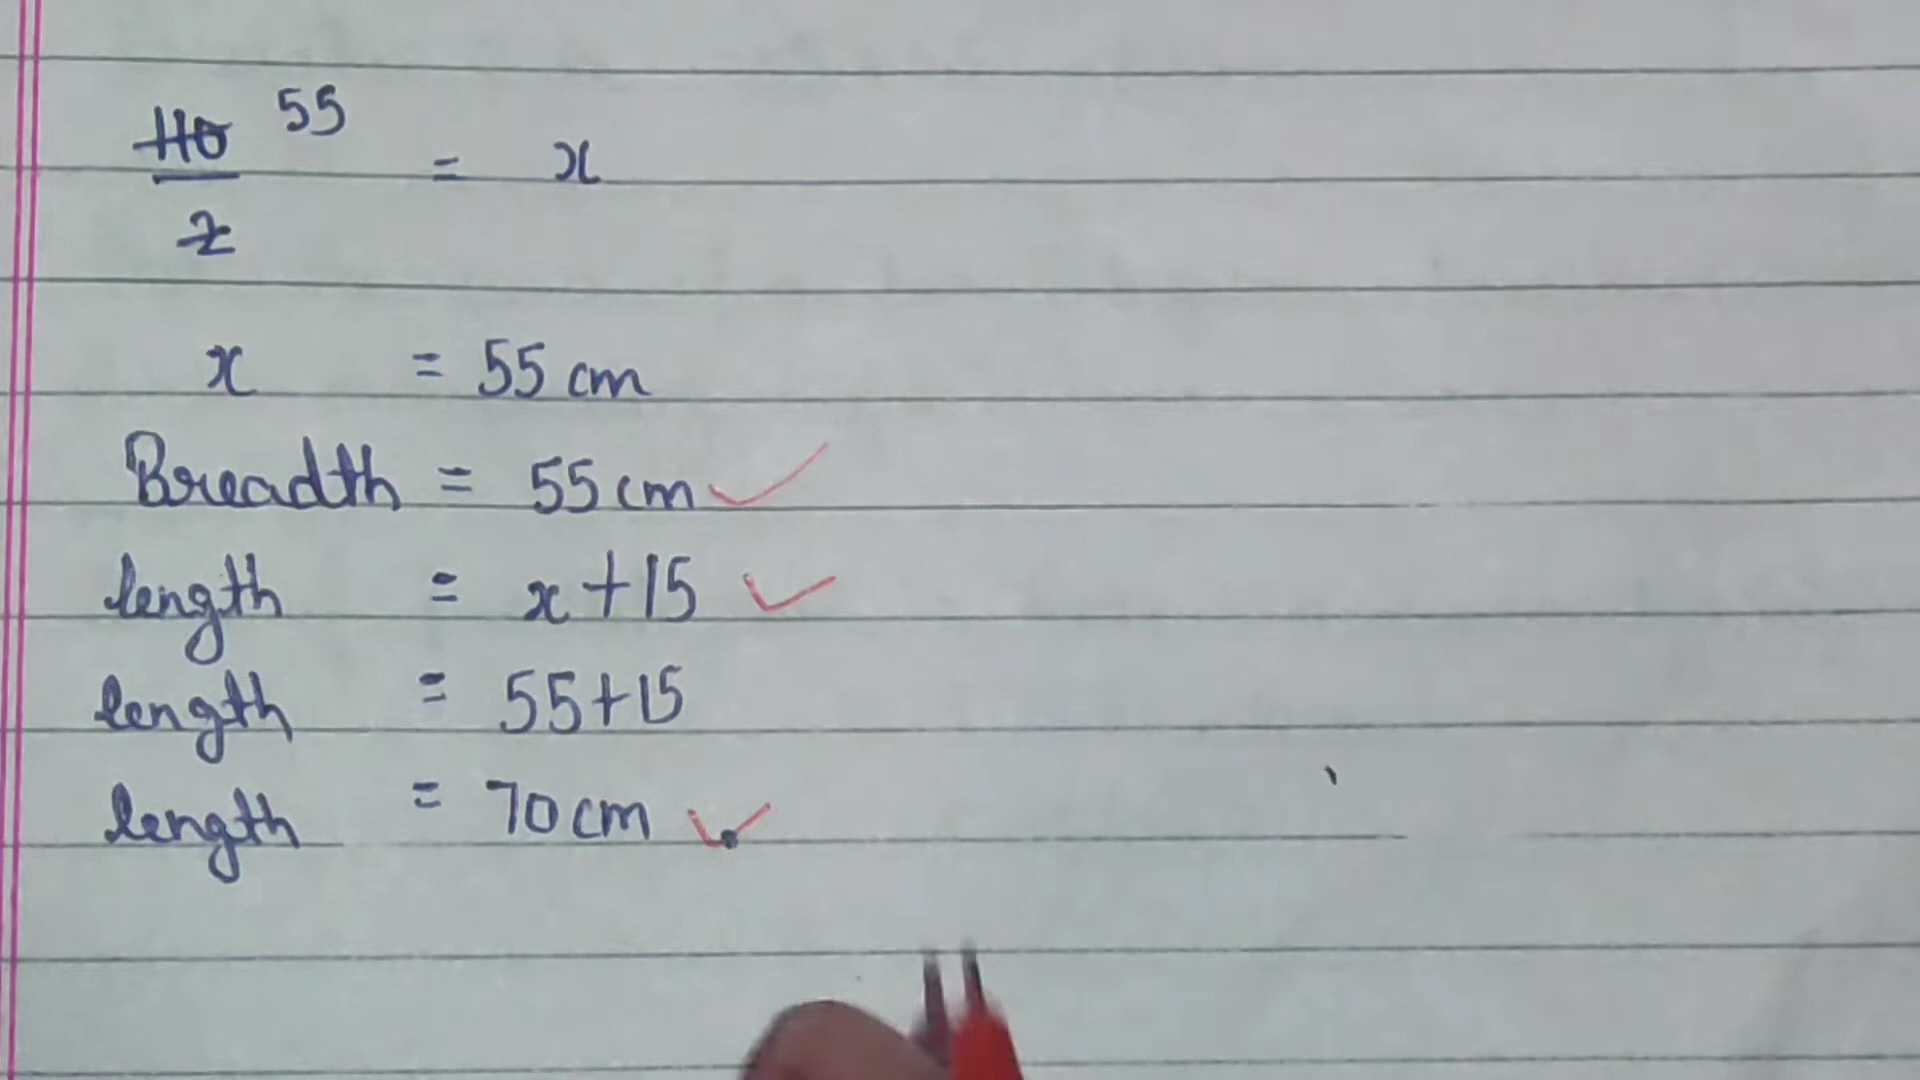 110 55
= x
2
x = 55 cm
Breadth = 55 cm ✓
length = x + 15 ✓
length = 55 + 15
length = 70 cm ✓